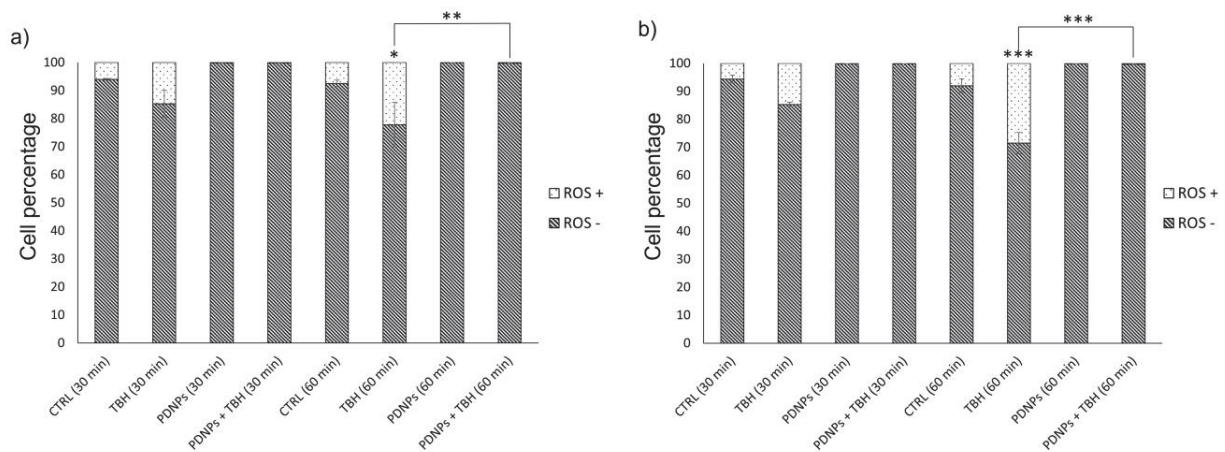 a)
**
*
Cell percentage
100
90
80
70
60
50
40
30
20
10
0
CTRL (30 min)
TBH (30 min)
PDNPs (30 min)
PDNPs + TBH (30 min)
CTRL (60 min)
TBH (60 min)
PDNPs (60 min)
PDNPs + TBH (60 min)
ROS +
ROS -
b)
***
***
Cell percentage
100
90
80
70
60
50
40
30
20
10
0
CTRL (30 min)
TBH (30 min)
PDNPs (30 min)
PDNPs + TBH (30 min)
CTRL (60 min)
TBH (60 min)
PDNPs (60 min)
PDNPs + TBH (60 min)
ROS +
ROS -